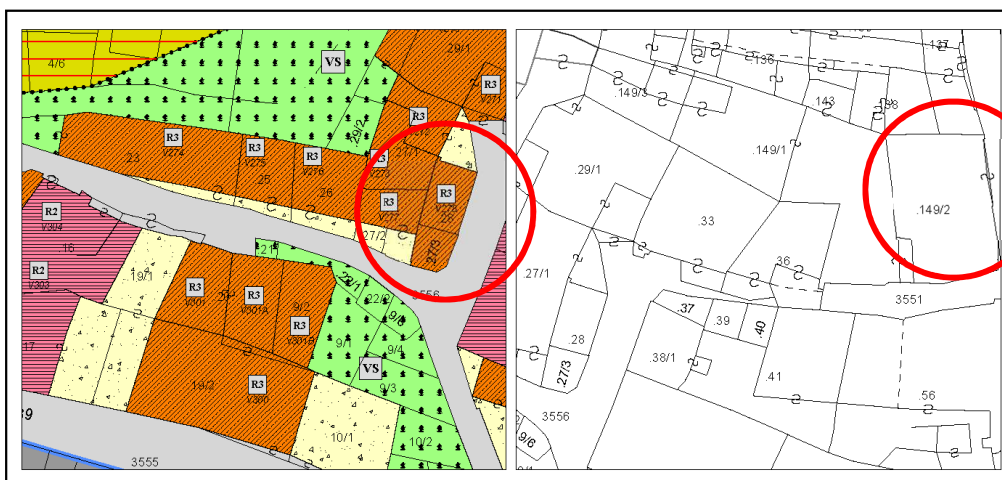 4/6
VS
29/1
R3
V271
R3
29/2
R3
V274
R3
V275
R3
V276
R3
V273
27/1
23
25
26
R3
R3
28
27/2
27/3
R2
V304
.16
R2
V303
19/1
.21
22/1
22/2
3556
9/6
R3
V301
R3
V301A
9/2
R3
V301B
9/1
9/4
VS
9/3
17
19/2
R3
V300
10/1
10/2
3555
.137
.136
.149/3
143
138
.149/1
.29/1
.149/2
.33
36
.27/1
3551
.37
.39
.40
.28
.38/1
.27/3
.41
.56
3556
9/6